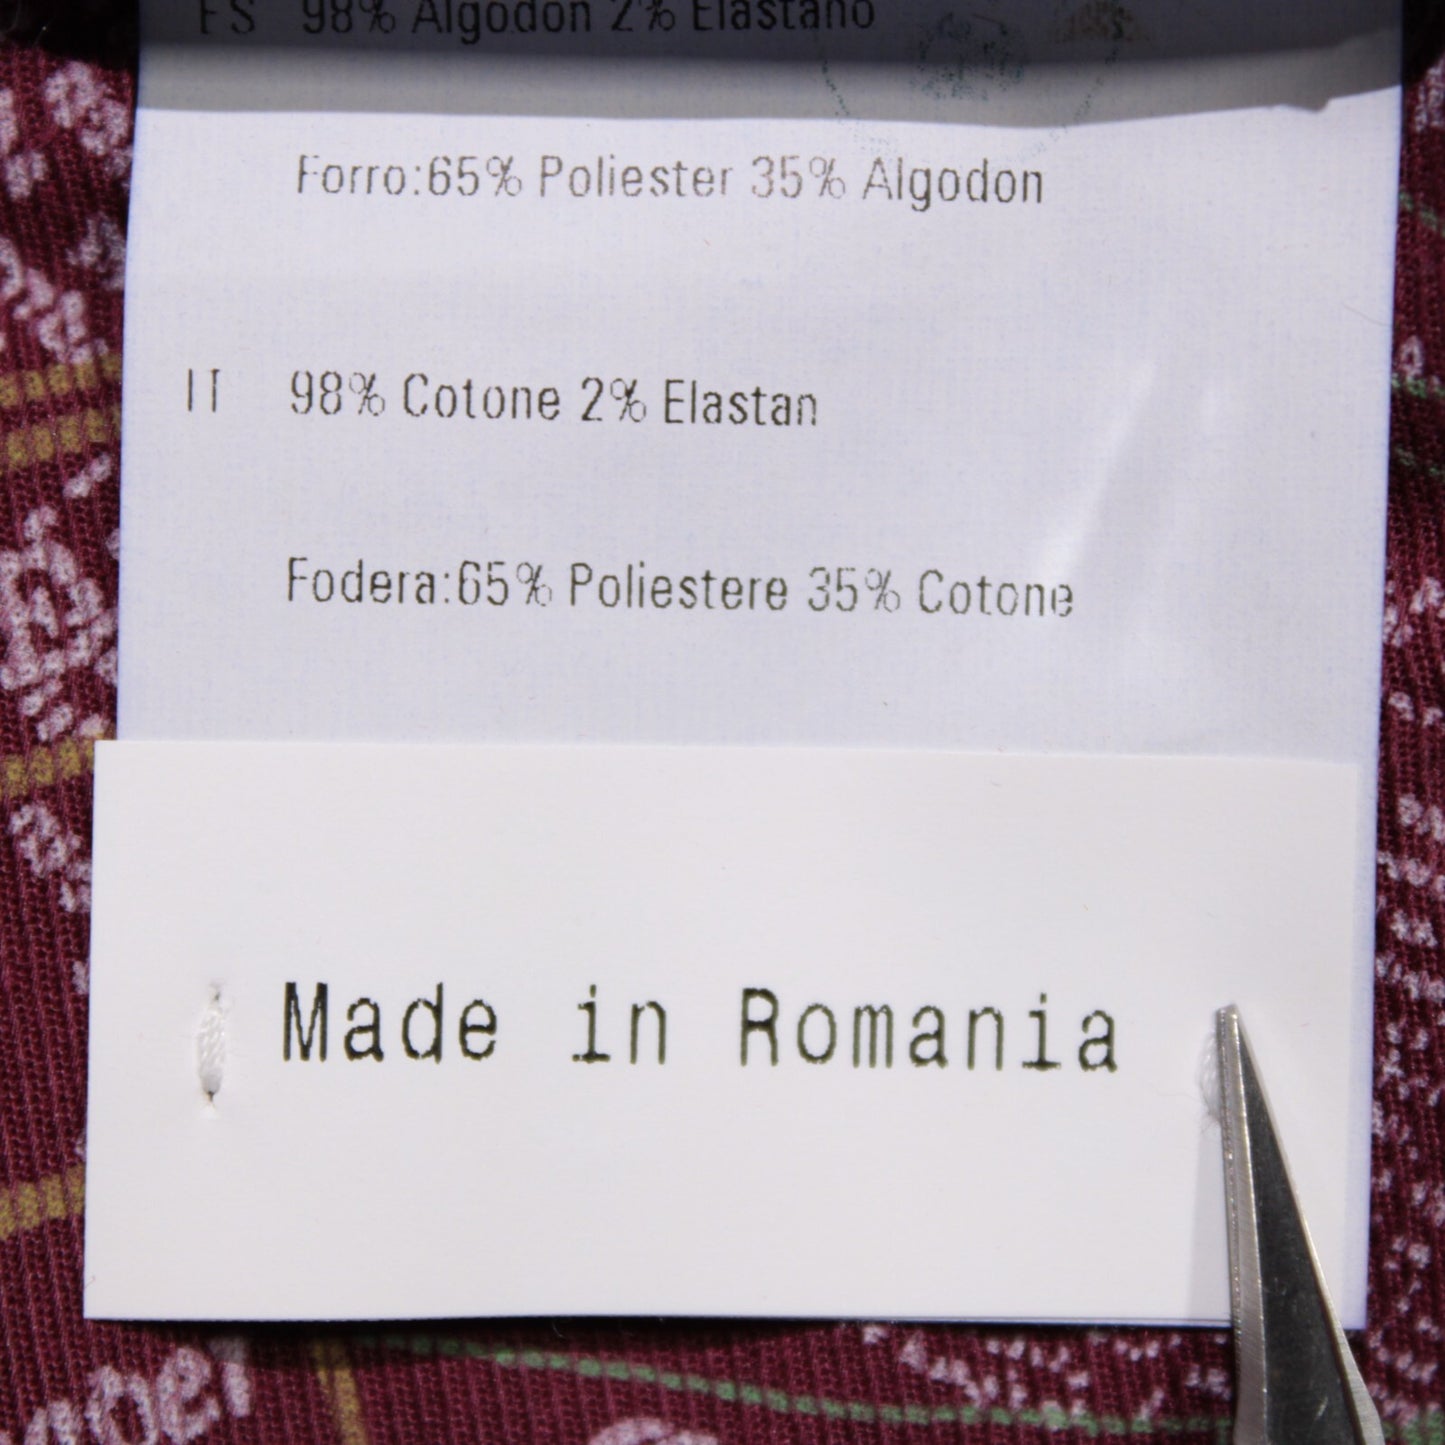 ES 98% Algodon 2% Elastano
Forro:65% Poliester 35% Algodon
IT 98% Cotone 2% Elastan
Fodera:65% Poliestere 35% Cotone
Made in Romania